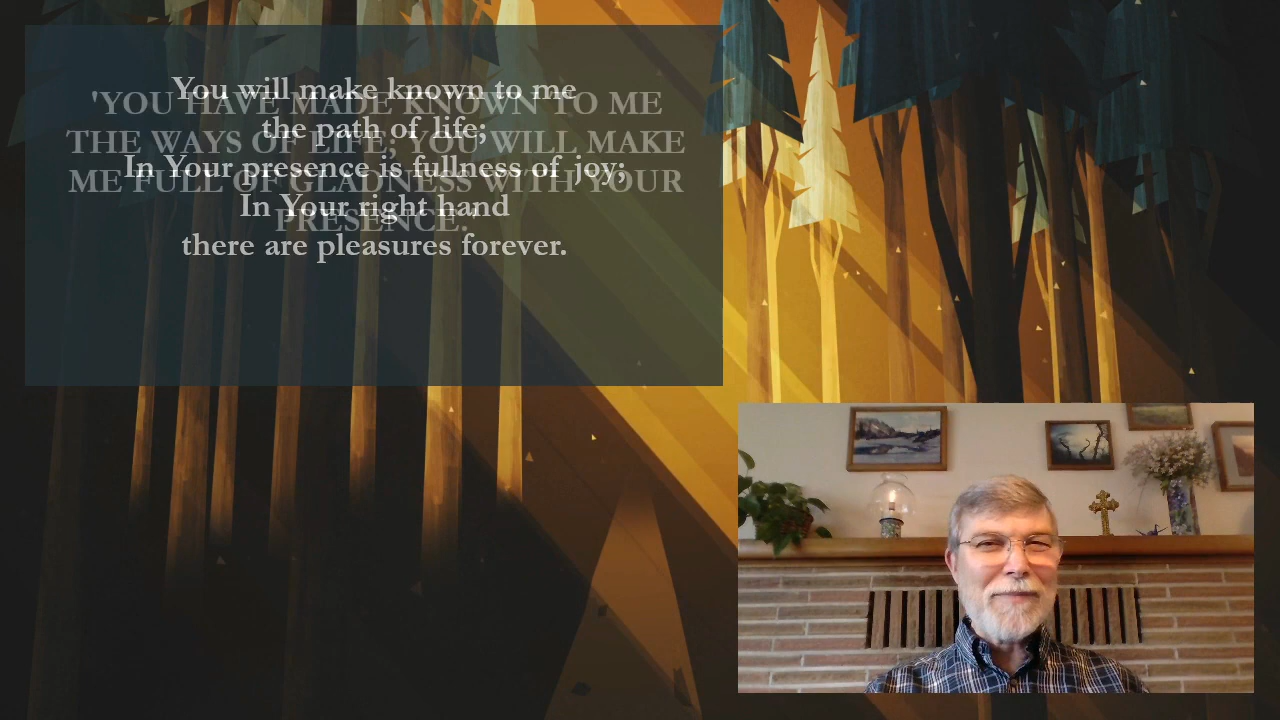 You will make known to me
the path of life;
In Your presence is fullness of joy;
In Your right hand
there are pleasures forever.
'YOU HAVE MADE KNOWN TO ME
THE WAYS OF LIFE; YOU WILL MAKE
ME FULL OF GLADNESS WITH YOUR
PRESENCE.'